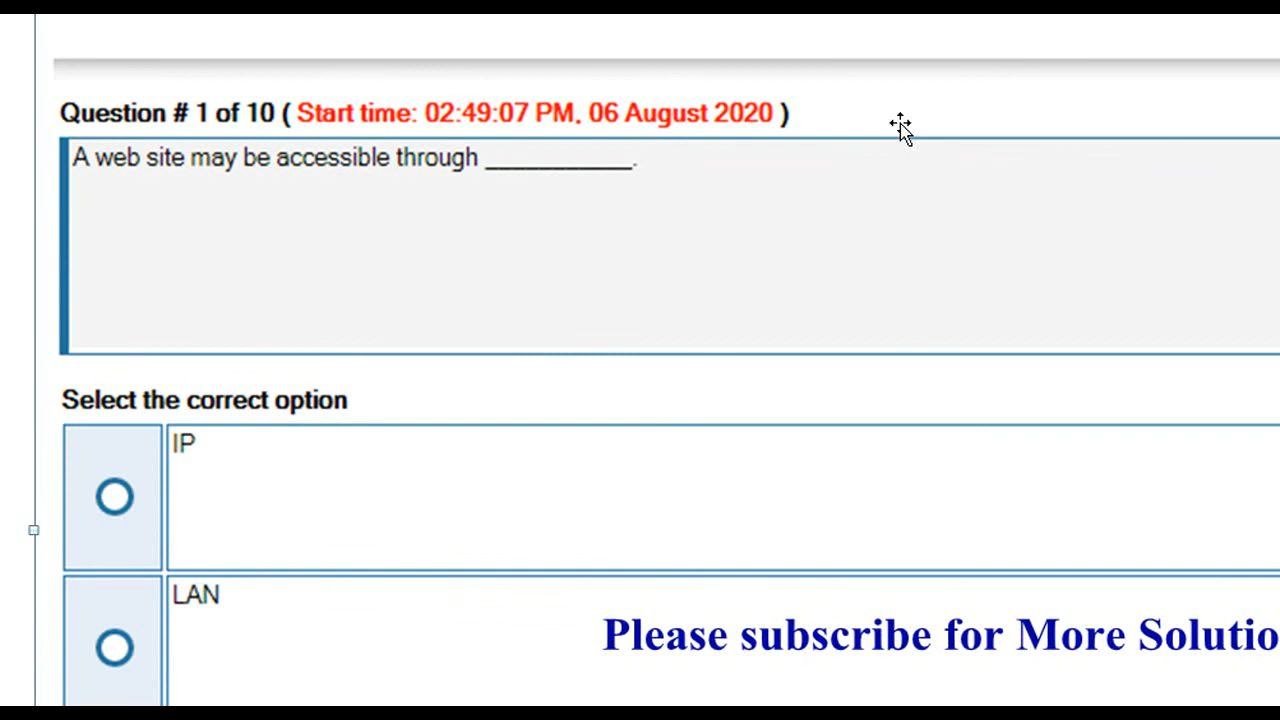 Question # 1 of 10 ( Start time: 02:49:07 PM, 06 August 2020 )
A web site may be accessible through ___________.
Select the correct option
IP
LAN
Please subscribe for More Solutio